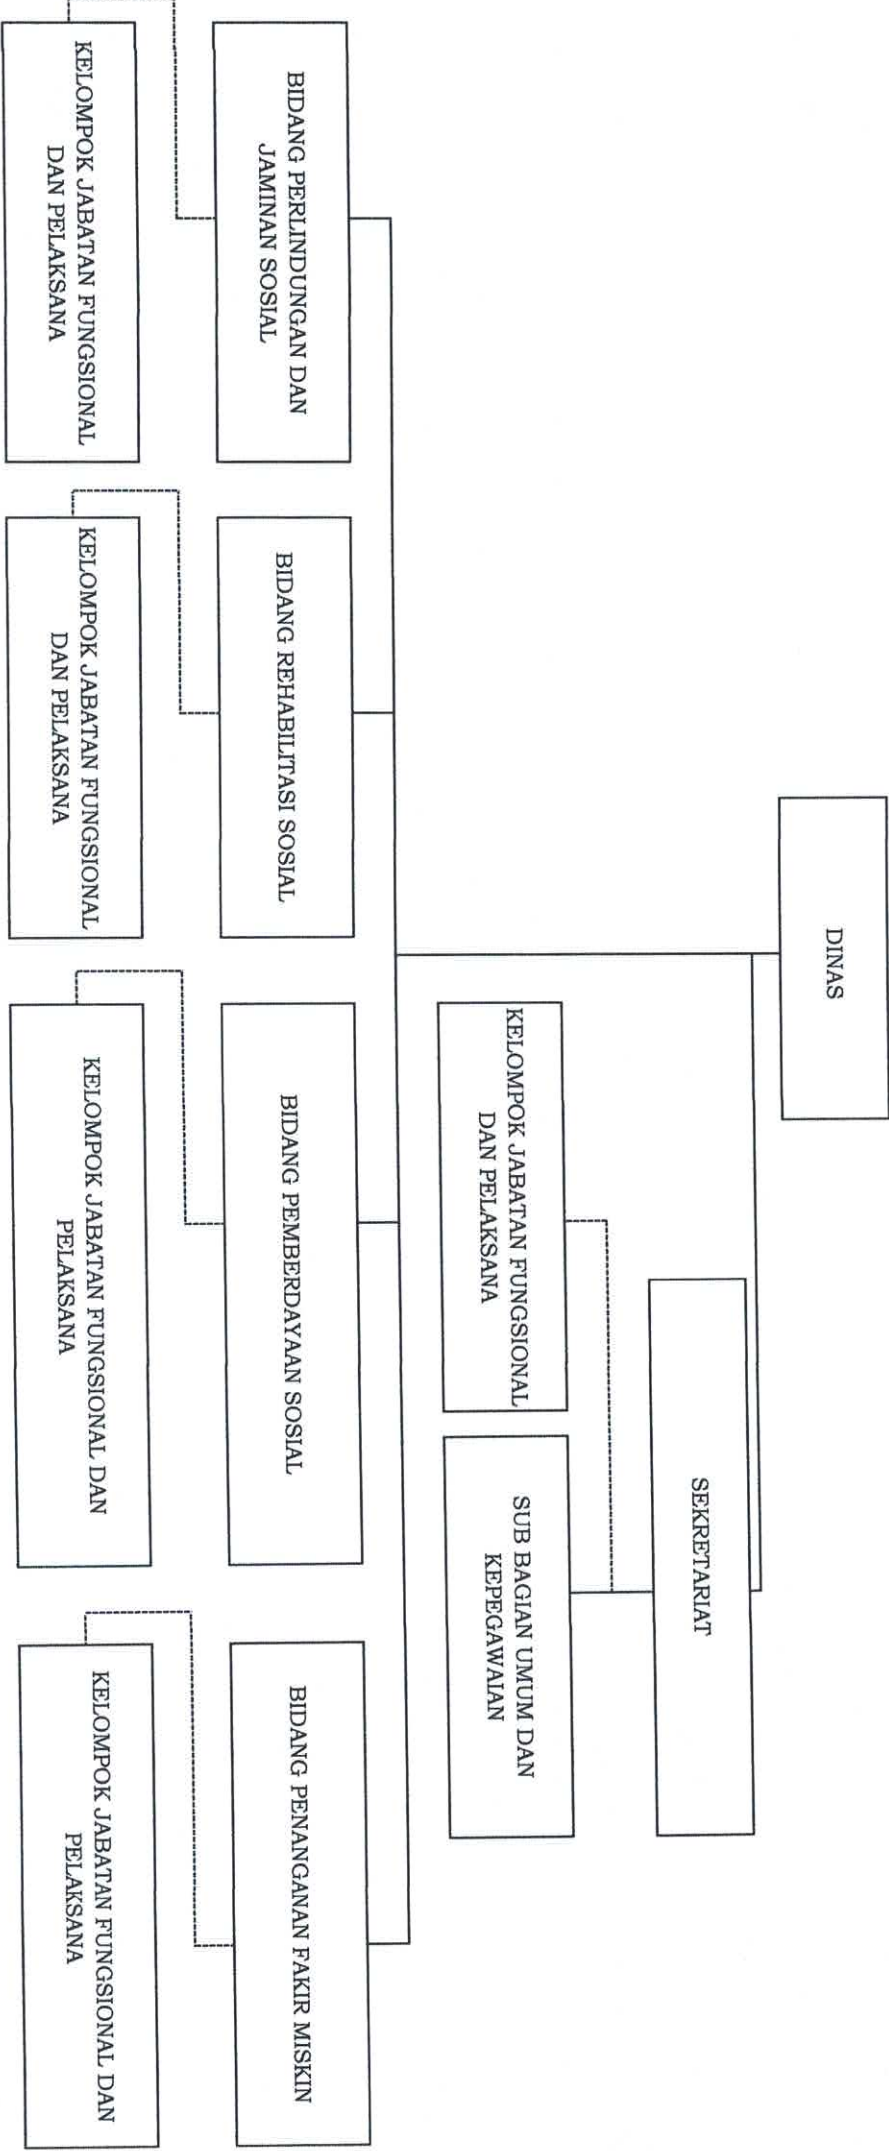 DINAS
SEKRETARIAT
KELOMPOK JABATAN FUNGSIONAL
DAN PELAKSANA
SUB BAGIAN UMUM DAN
KEPEGAWAIAN
BIDANG PERLINDUNGAN DAN
JAMINAN SOSIAL
BIDANG REHABILITASI SOSIAL
BIDANG PEMBERDAYAAN SOSIAL
BIDANG PENANGANAN FAKIR MISKIN
KELOMPOK JABATAN FUNGSIONAL
DAN PELAKSANA
KELOMPOK JABATAN FUNGSIONAL
DAN PELAKSANA
KELOMPOK JABATAN FUNGSIONAL DAN
PELAKSANA
KELOMPOK JABATAN FUNGSIONAL DAN
PELAKSANA